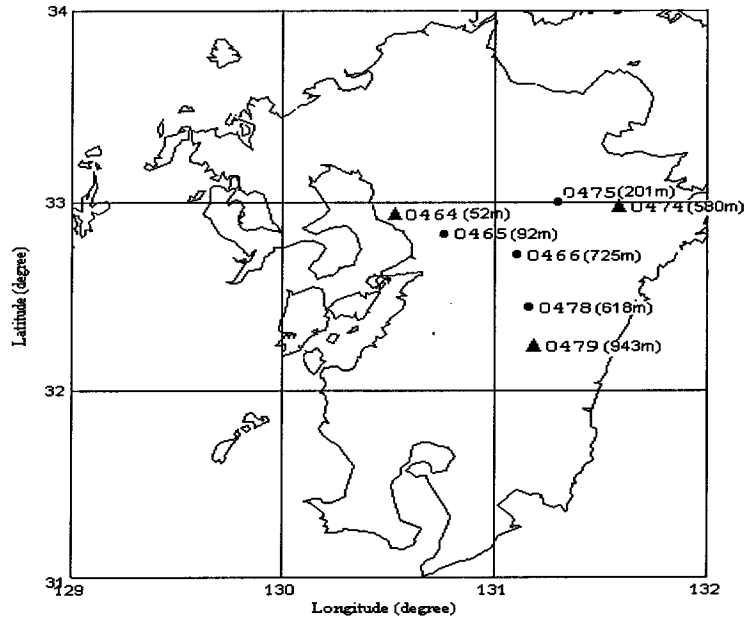 34
0475(201m)
33
0474(580m)
0464(52m)
0465(92m)
0466(725m)
0478(618m)
0479(943m)
32
31
129
130
131
132
Latitude (degree)
Longitude (degree)